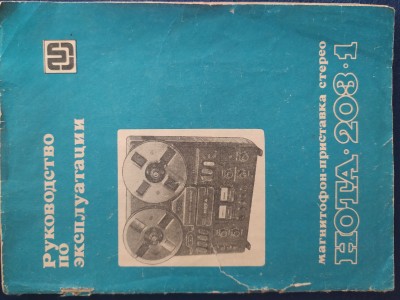 магнитофон-приставка стерео
НОТА·203·1
Руководство
по
эксплуатации